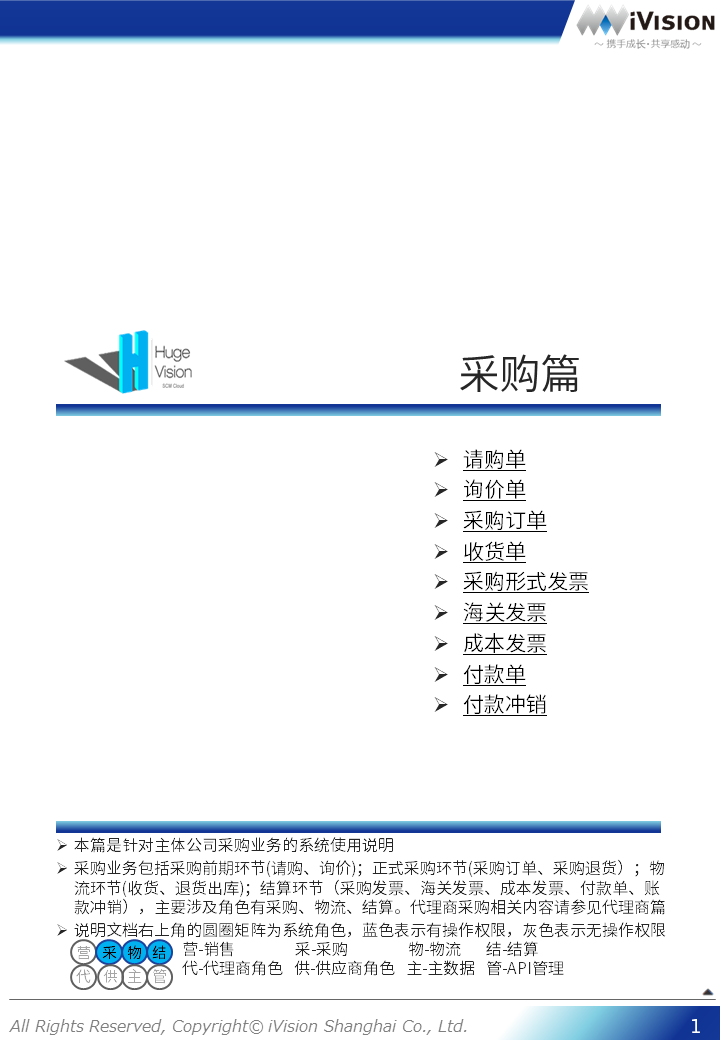 iVISION
～ 携手成长·共享感动 ～
Huge
Vision
SCM Cloud
采购篇
请购单
询价单
采购订单
收货单
采购形式发票
海关发票
成本发票
付款单
付款冲销
本篇是针对主体公司采购业务的系统使用说明
采购业务包括采购前期环节(请购、询价)；正式采购环节(采购订单、采购退货）；物
流环节(收货、退货出库)；结算环节（采购发票、海关发票、成本发票、付款单、账
款冲销），主要涉及角色有采购、物流、结算。代理商采购相关内容请参见代理商篇
说明文档右上角的圆圈矩阵为系统角色，蓝色表示有操作权限，灰色表示无操作权限
营 采 物 结 营-销售 采-采购 物-物流 结-结算
代 供 主 管 代-代理商角色 供-供应商角色 主-主数据 管-API管理
All Rights Reserved, Copyright© iVision Shanghai Co., Ltd.
1